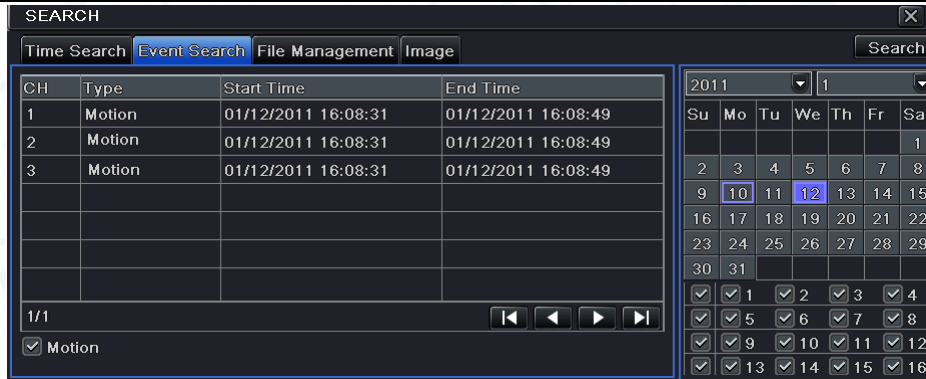 SEARCH
Time Search Event Search File Management Image Search
CH Type Start Time End Time
1 Motion 01/12/2011 16:08:31 01/12/2011 16:08:49
2 Motion 01/12/2011 16:08:31 01/12/2011 16:08:49
3 Motion 01/12/2011 16:08:31 01/12/2011 16:08:49
1/1
Motion
2011 1
Su Mo Tu We Th Fr Sa
1
2 3 4 5 6 7 8
9 10 11 12 13 14 15
16 17 18 19 20 21 22
23 24 25 26 27 28 29
30 31
1 2 3 4
5 6 7 8
9 10 11 12
13 14 15 16